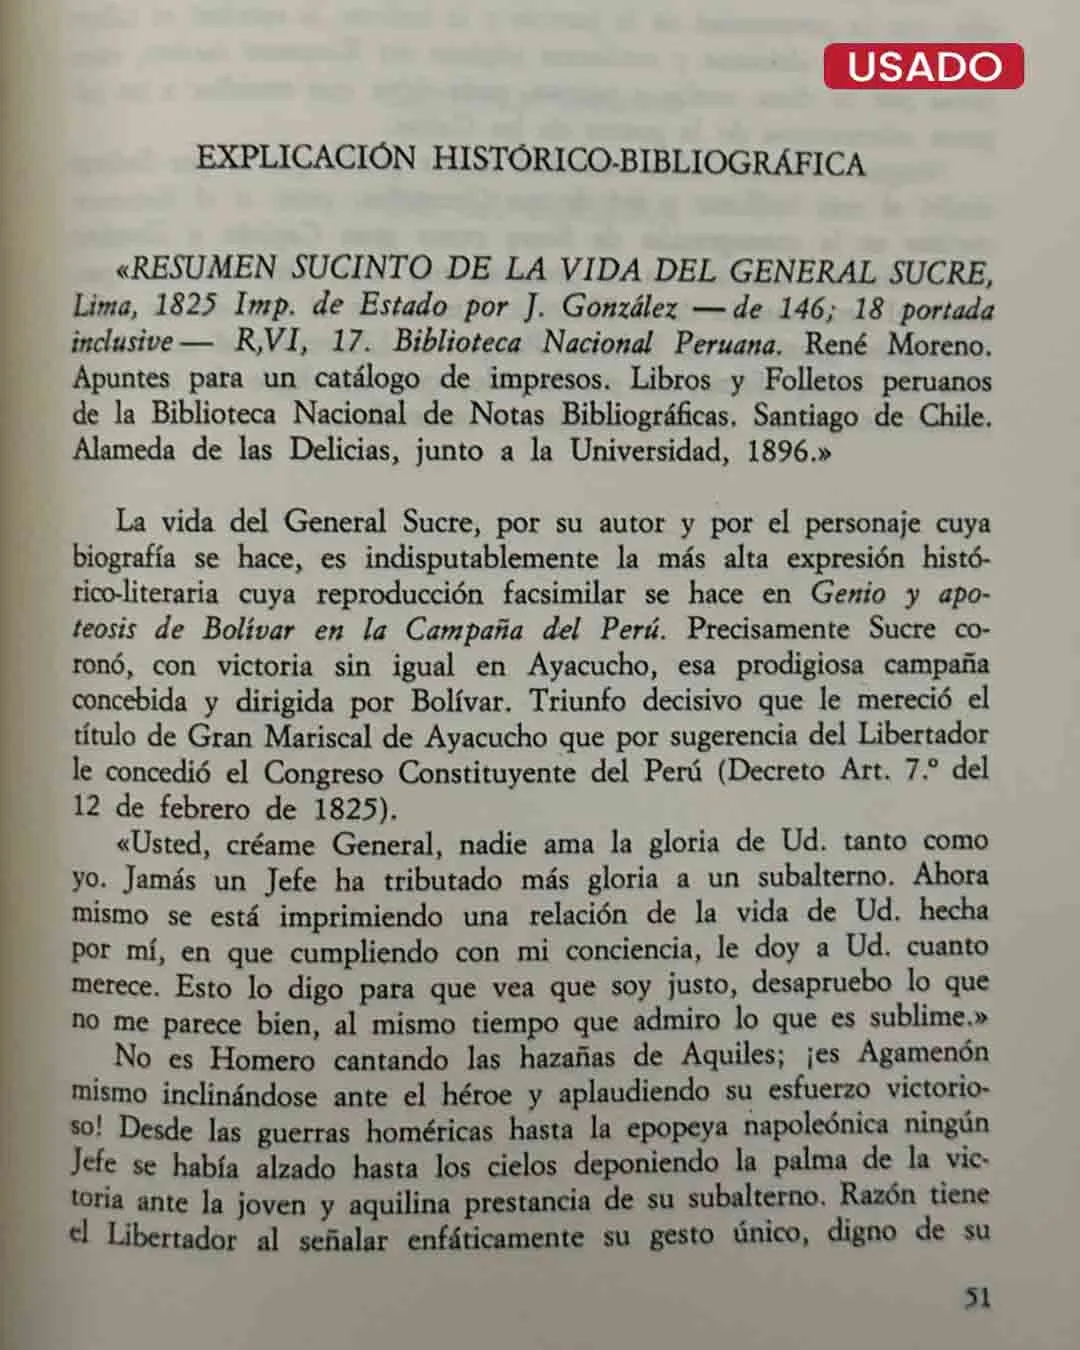 USADO
EXPLICACIÓN HISTÓRICO-BIBLIOGRÁFICA
«RESUMEN SUCINTO DE LA VIDA DEL GENERAL SUCRE,
Lima, 1825 Imp. de Estado por J. González — de 146; 18 portada
inclusive — R,VI, 17. Biblioteca Nacional Peruana. René Moreno.
Apuntes para un catálogo de impresos. Libros y Folletos peruanos
de la Biblioteca Nacional de Notas Bibliográficas. Santiago de Chile.
Alameda de las Delicias, junto a la Universidad, 1896.»
La vida del General Sucre, por su autor y por el personaje cuya
biografía se hace, es indisputablemente la más alta expresión histó-
rico-literaria cuya reproducción facsimilar se hace en Genio y apo-
teosis de Bolívar en la Campaña del Perú. Precisamente Sucre co-
ronó, con victoria sin igual en Ayacucho, esa prodigiosa campaña
concebida y dirigida por Bolívar. Triunfo decisivo que le mereció el
título de Gran Mariscal de Ayacucho que por sugerencia del Libertador
le concedió el Congreso Constituyente del Perú (Decreto Art. 7.º del
12 de febrero de 1825).
«Usted, créame General, nadie ama la gloria de Ud. tanto como
yo. Jamás un Jefe ha tributado más gloria a un subalterno. Ahora
mismo se está imprimiendo una relación de la vida de Ud. hecha
por mí, en que cumpliendo con mi conciencia, le doy a Ud. cuanto
merece. Esto lo digo para que vea que soy justo, desapruebo lo que
no me parece bien, al mismo tiempo que admiro lo que es sublime.»
No es Homero cantando las hazañas de Aquiles; ¡es Agamenón
mismo inclinándose ante el héroe y aplaudiendo su esfuerzo victorio-
so! Desde las guerras homéricas hasta la epopeya napoleónica ningún
Jefe se había alzado hasta los cielos deponiendo la palma de la vic-
toria ante la joven y aquilina prestancia de su subalterno. Razón tiene
el Libertador al señalar enfáticamente su gesto único, digno de su
51